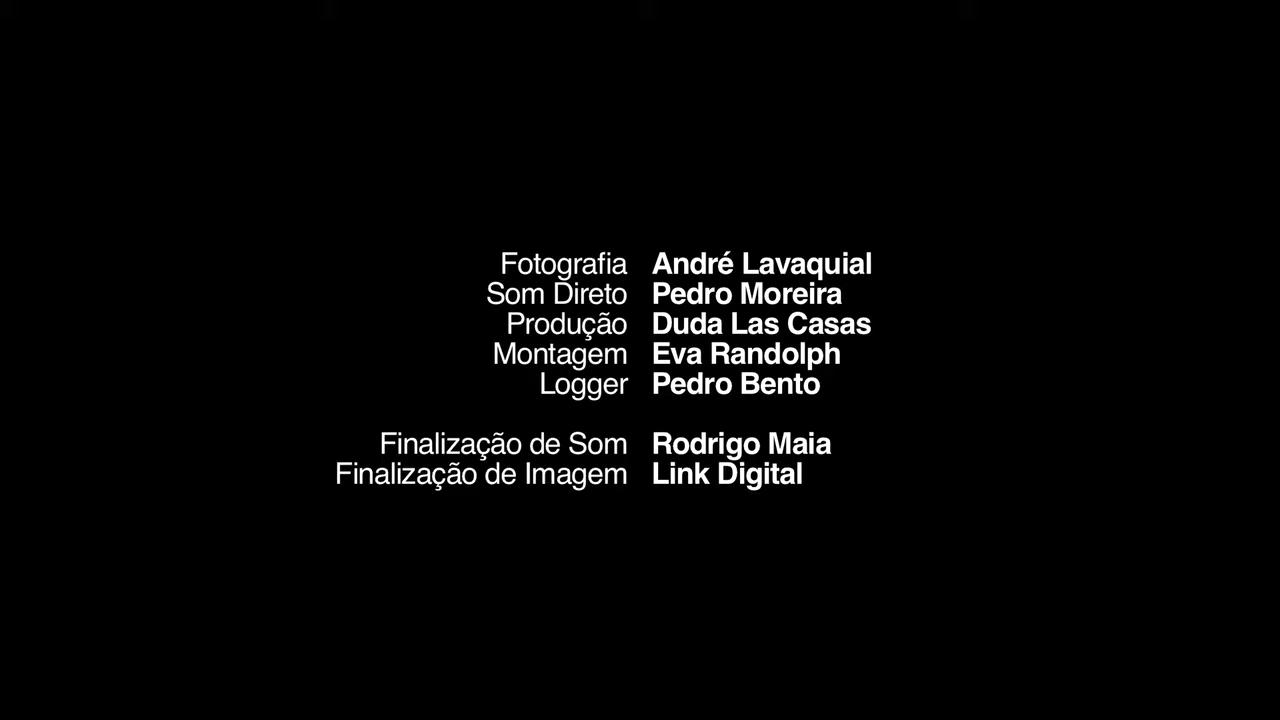 Fotografia André Lavaquial
Som Direto Pedro Moreira
Produção Duda Las Casas
Montagem Eva Randolph
Logger Pedro Bento
Finalização de Som Rodrigo Maia
Finalização de Imagem Link Digital